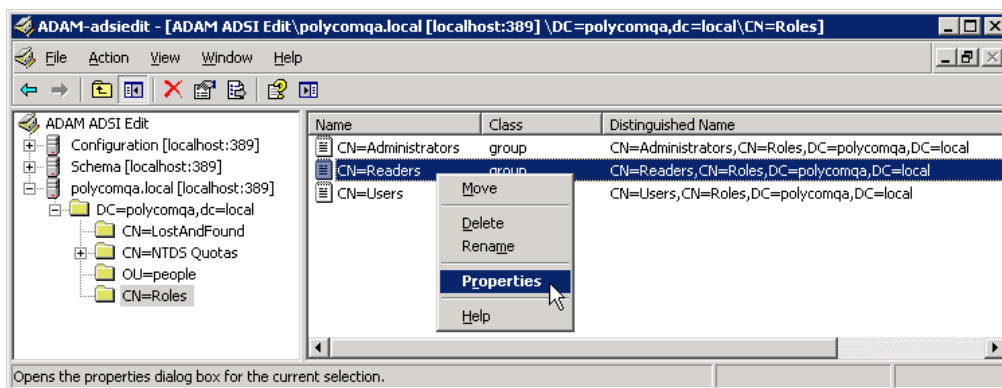 ADAM-adsiedit - [ADAM ADSI Edit\polycomqa.local [localhost:389] \DC=polycomqa,dc=local\CN=Roles]
File Action View Window Help
ADAM ADSI Edit
Configuration [localhost:389]
Schema [localhost:389]
polycomqa.local [localhost:389]
DC=polycomqa,dc=local
CN=LostAndFound
CN=NTDS Quotas
OU=people
CN=Roles
Name Class Distinguished Name
CN=Administrators group CN=Administrators,CN=Roles,DC=polycomqa,DC=local
CN=Readers group CN=Readers,CN=Roles,DC=polycomqa,DC=local
CN=Users CN=Users,CN=Roles,DC=polycomqa,DC=local
Move
Delete
Rename
Properties
Help
Opens the properties dialog box for the current selection.